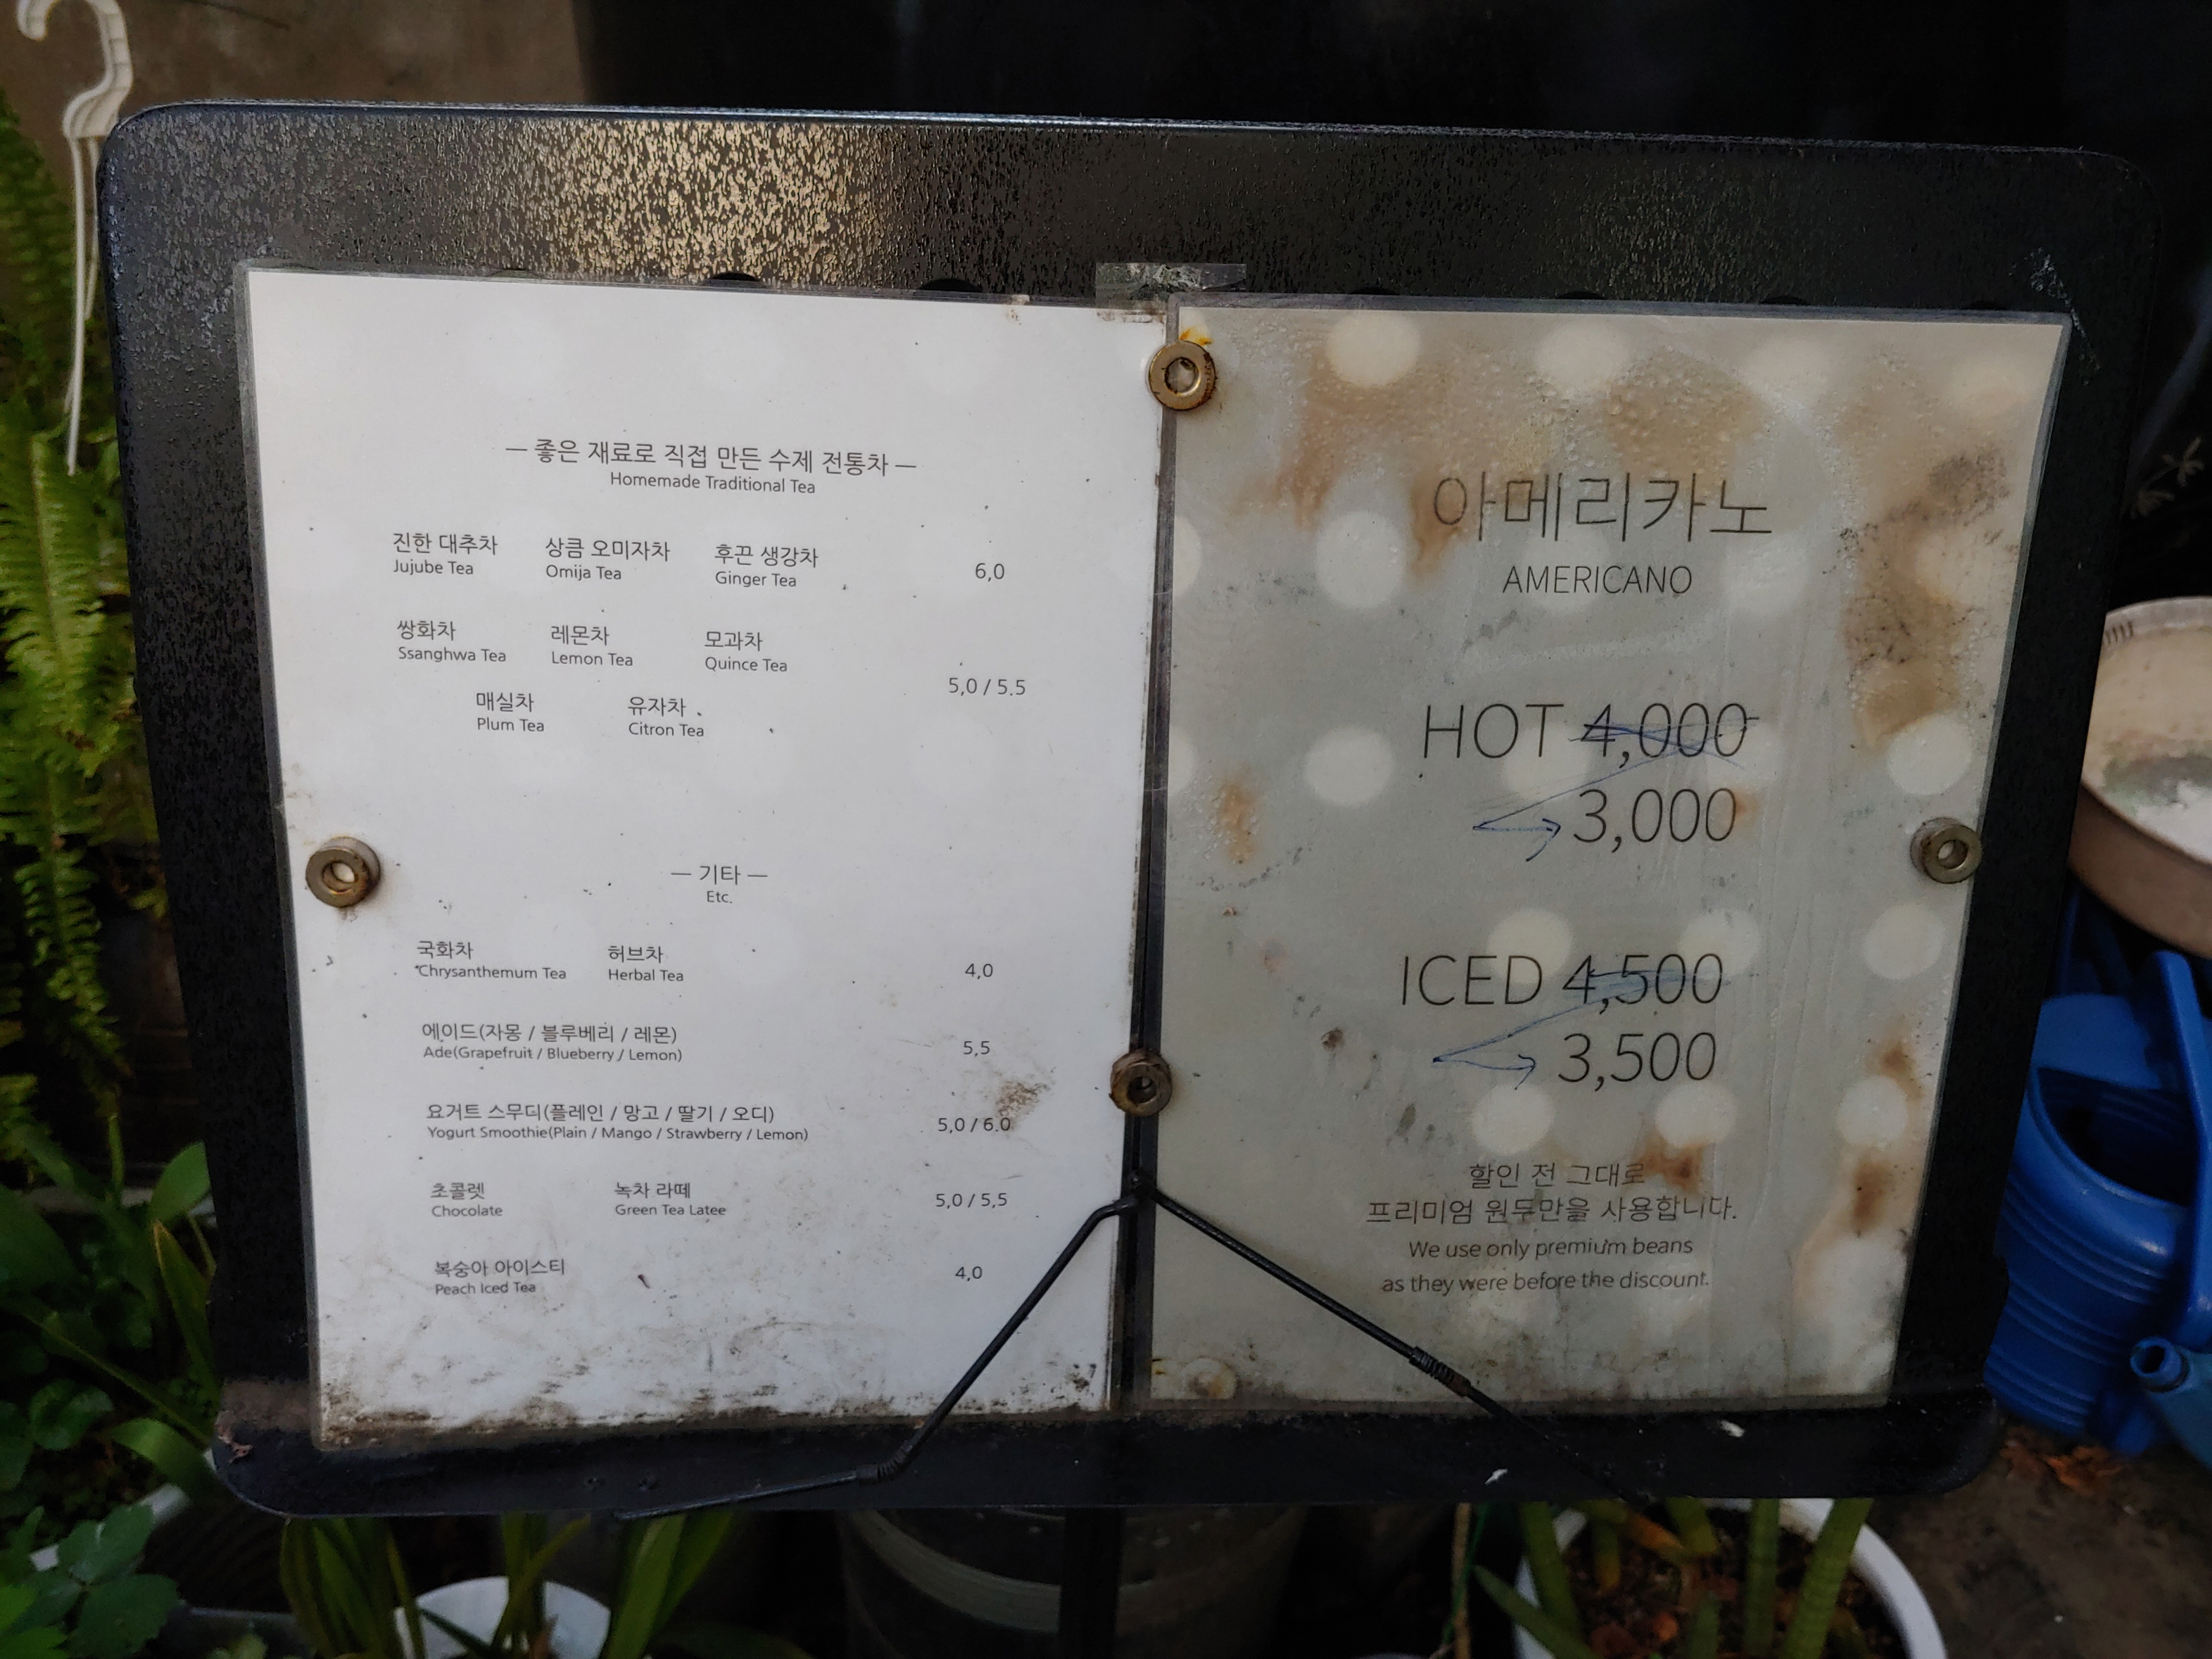 — 좋은 재료로 직접 만든 수제 전통차 —
Homemade Traditional Tea
진한 대추차 상큼 오미자차 후끈 생강차
Jujube Tea Omija Tea Ginger Tea 6,0
쌍화차 레몬차 모과차
Ssanghwa Tea Lemon Tea Quince Tea
5,0 / 5.5
매실차 유자차
Plum Tea Citron Tea
— 기타 —
Etc.
국화차 허브차
Chrysanthemum Tea Herbal Tea 4,0
에이드(자몽 / 블루베리 / 레몬)
Ade(Grapefruit / Blueberry / Lemon) 5,5
요거트 스무디(플레인 / 망고 / 딸기 / 오디)
Yogurt Smoothie(Plain / Mango / Strawberry / Lemon) 5,0 / 6.0
초콜렛 녹차 라떼
Chocolate Green Tea Latee 5,0 / 5,5
복숭아 아이스티
Peach Iced Tea 4,0
아메리카노
AMERICANO
HOT 4,000
3,000
ICED 4,500
3,500
할인 전 그대로
프리미엄 원두만을 사용합니다.
We use only premium beans
as they were before the discount.